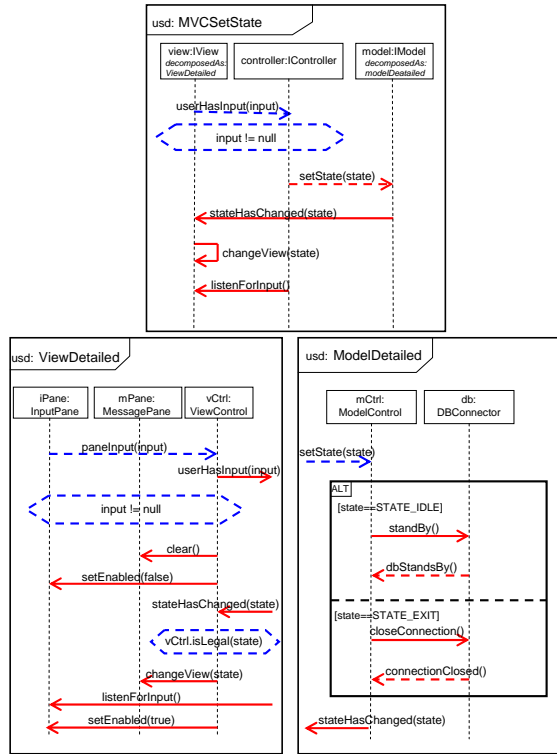 usd: MVCSetState
view:IView
decomposedAs:
ViewDetailed
controller:IController
model:IModel
decomposedAs:
modelDeatailed
userHasInput(input)
input != null
setState(state)
stateHasChanged(state)
changeView(state)
listenForInput()
usd: ViewDetailed
iPane:
InputPane
mPane:
MessagePane
vCtrl:
ViewControl
paneInput(input)
userHasInput(input)
input != null
clear()
setEnabled(false)
stateHasChanged(state)
vCtrl.isLegal(state)
changeView(state)
listenForInput()
setEnabled(true)
usd: ModelDetailed
mCtrl:
ModelControl
db:
DBConnector
setState(state)
ALT
[state==STATE_IDLE]
standBy()
dbStandsBy()
[state==STATE_EXIT]
closeConnection()
connectionClosed()
stateHasChanged(state)